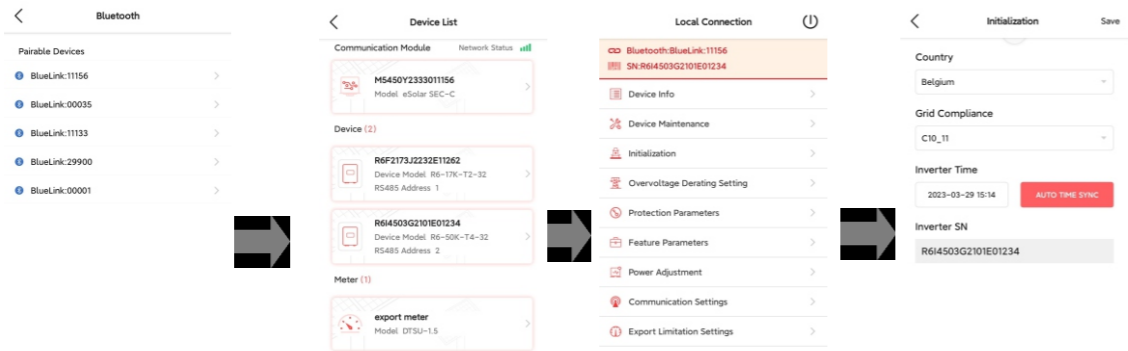 Bluetooth
Pairable Devices
BlueLink:11156
BlueLink:00035
BlueLink:11133
BlueLink:29900
BlueLink:00001
Device List
Communication Module Network Status
M5450Y2333011156
Model eSolar SEC-C
Device (2)
R6F2173J2232E11262
Device Model R6-17K-T2-32
RS485 Address 1
R6I4503G2101E01234
Device Model R6-50K-T4-32
RS485 Address 2
Meter (1)
export meter
Model DTSU-1.5
Local Connection
Bluetooth:BlueLink:11156
SN:R6I4503G2101E01234
Device Info
Device Maintenance
Initialization
Overvoltage Derating Setting
Protection Parameters
Feature Parameters
Power Adjustment
Communication Settings
Export Limitation Settings
Initialization Save
Country
Belgium
Grid Compliance
C10_11
Inverter Time
2023-03-29 15:14 AUTO TIME SYNC
Inverter SN
R6I4503G2101E01234